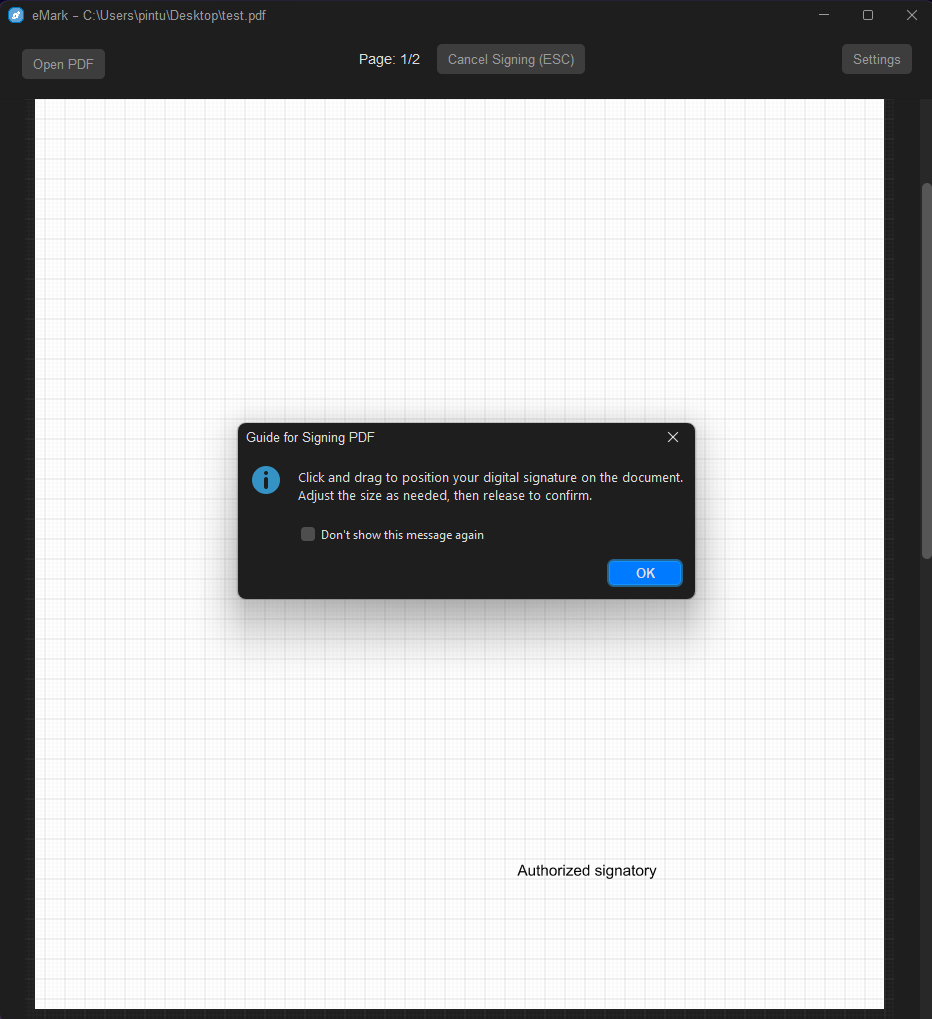 eMark – C:\Users\pintu\Desktop\test.pdf
Open PDF
Page: 1/2
Cancel Signing (ESC)
Settings
Guide for Signing PDF
Click and drag to position your digital signature on the document.
Adjust the size as needed, then release to confirm.
Don't show this message again
OK
Authorized signatory